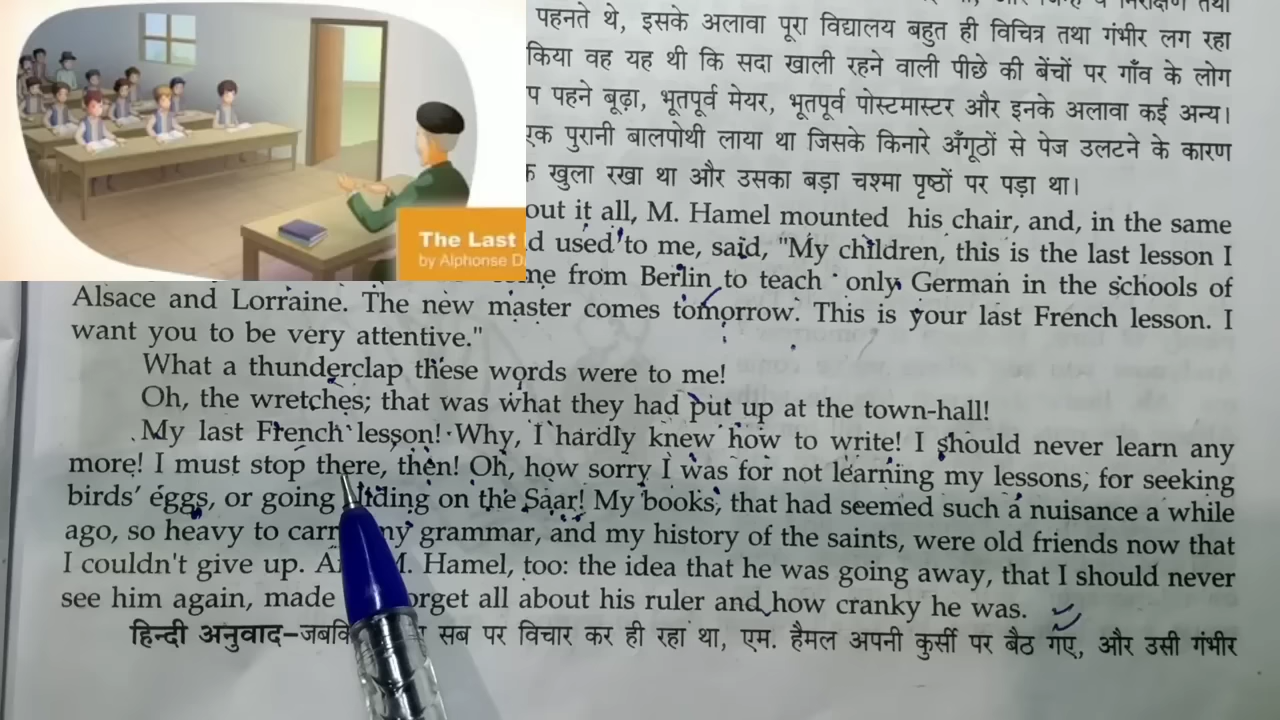 पहनते थे, इसके अलावा पूरा विद्यालय बहुत ही विचित्र तथा गंभीर लग रहा
किया वह यह थी कि सदा खाली रहने वाली पीछे की बेंचों पर गाँव के लोग
प पहने बूढ़ा, भूतपूर्व मेयर, भूतपूर्व पोस्टमास्टर और इनके अलावा कई अन्य।
एक पुरानी बालपोथी लाया था जिसके किनारे अँगूठों से पेज उलटने के कारण
खुला रखा था और उसका बड़ा चश्मा पृष्ठों पर पड़ा था।
The Last
by Alphonse
out it all, M. Hamel mounted his chair, and, in the same
d used to me, said, "My children, this is the last lesson I
me from Berlin to teach only German in the schools of
Alsace and Lorraine. The new master comes tomorrow. This is your last French lesson. I
want you to be very attentive."
What a thunderclap these words were to me!
Oh, the wretches; that was what they had put up at the town-hall!
My last French lesson! Why, I hardly knew how to write! I should never learn any
more! I must stop there, then! Oh, how sorry I was for not learning my lessons, for seeking
birds' eggs, or going liding on the Saar! My books, that had seemed such a nuisance a while
ago, so heavy to carr my grammar, and my history of the saints, were old friends now that
I couldn't give up. M. Hamel, too: the idea that he was going away, that I should never
see him again, made orget all about his ruler and how cranky he was.
हिन्दी अनुवाद–जबकि सब पर विचार कर ही रहा था, एम. हैमल अपनी कुर्सी पर बैठ गए, और उसी गंभीर